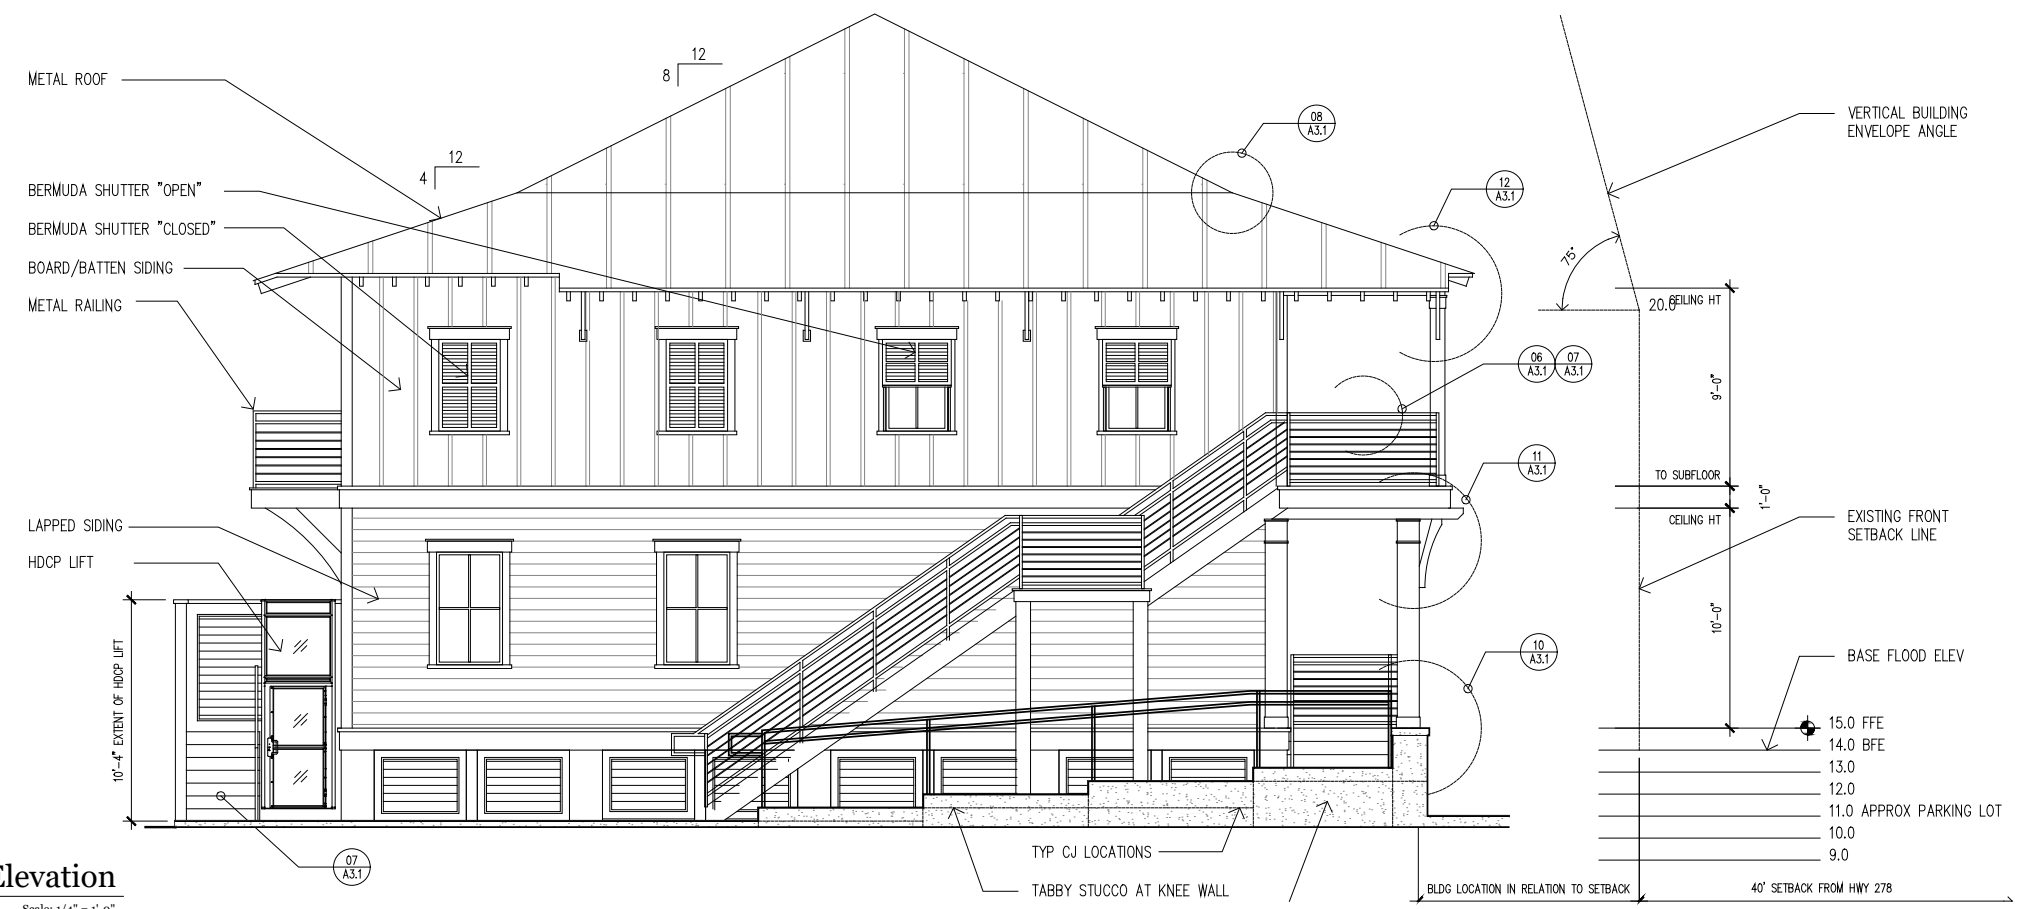 METAL ROOF
BERMUDA SHUTTER "OPEN"
BERMUDA SHUTTER "CLOSED"
BOARD/BATTEN SIDING
METAL RAILING
LAPPED SIDING
HDCP LIFT
10'-4" EXTENT OF HDCP LIFT
12
8
12
4
08
A3.1
12
A3.1
06
A3.1
07
A3.1
11
A3.1
10
A3.1
07
A3.1
VERTICAL BUILDING
ENVELOPE ANGLE
75°
20.0'
CEILING HT
9'-0"
TO SUBFLOOR
1'-0"
CEILING HT
10'-0"
EXISTING FRONT
SETBACK LINE
BASE FLOOD ELEV
15.0 FFE
14.0 BFE
13.0
12.0
11.0 APPROX PARKING LOT
10.0
9.0
TYP CJ LOCATIONS
TABBY STUCCO AT KNEE WALL
BLDG LOCATION IN RELATION TO SETBACK
40' SETBACK FROM HWY 278
Elevation
Scale: 1/4" = 1'-0"